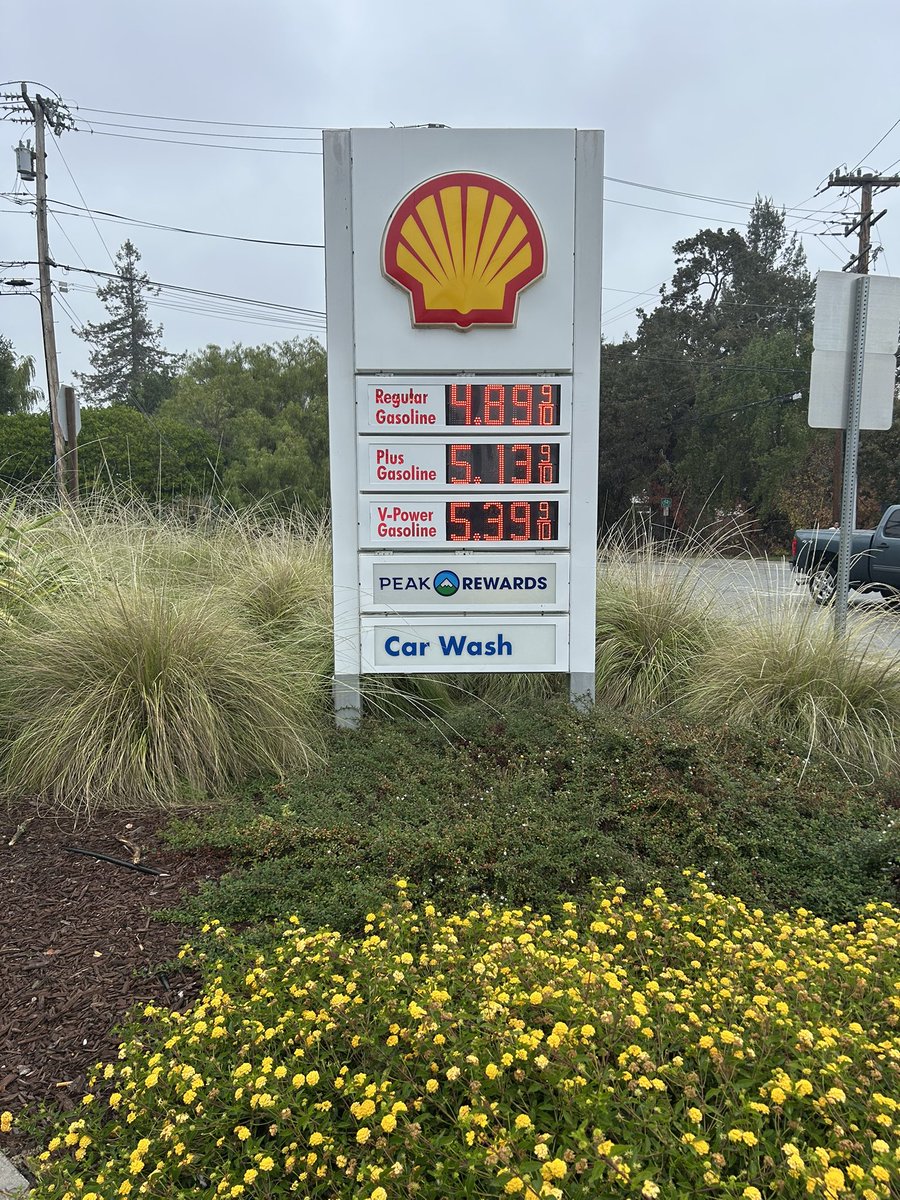 Regular
Gasoline
4.89 9/10
Plus
Gasoline
5.13 9/10
V-Power
Gasoline
5.39 9/10
PEAK REWARDS
Car Wash